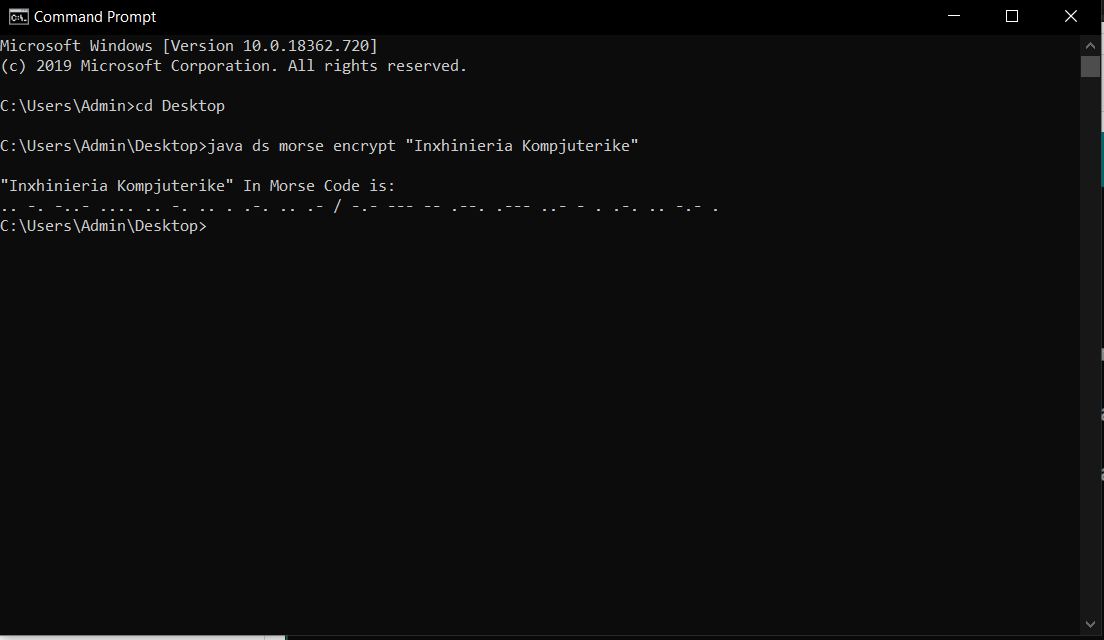 Command Prompt
Microsoft Windows [Version 10.0.18362.720]
(c) 2019 Microsoft Corporation. All rights reserved.
C:\Users\Admin>cd Desktop
C:\Users\Admin\Desktop>java ds morse encrypt "Inxhinieria Kompjuterike"
"Inxhinieria Kompjuterike" In Morse Code is:
.. -. -..- .... .. -. .. . .-. .. .- / -.- --- -- .--. .--- ..- - . .-. .. -.- .
C:\Users\Admin\Desktop>